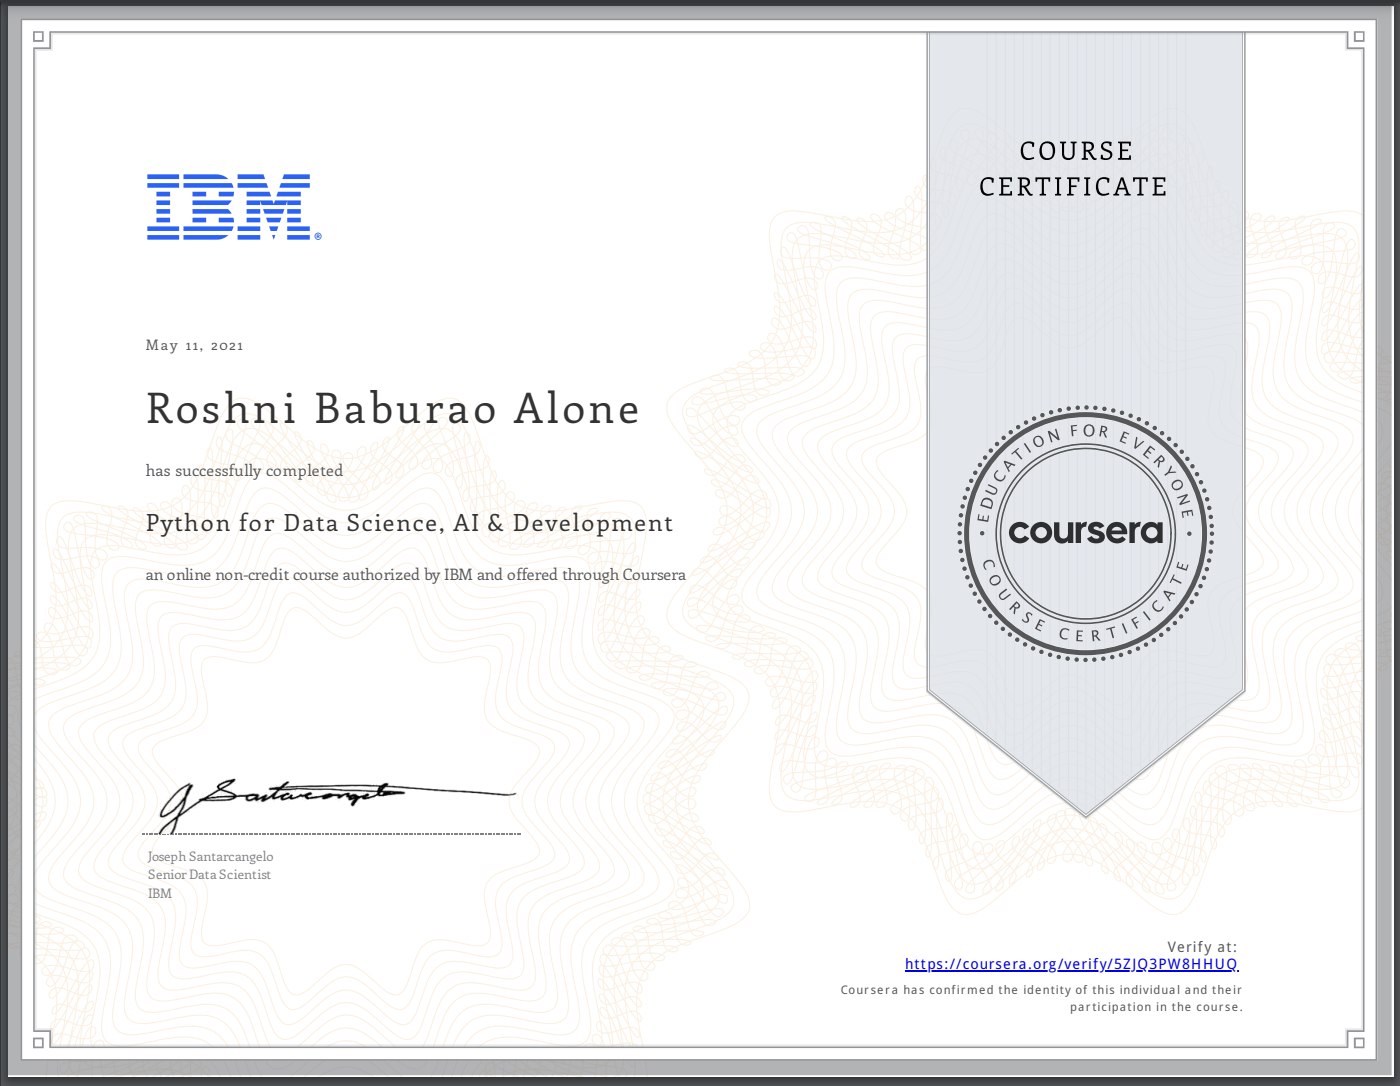 COURSE
CERTIFICATE
IBM®
May 11, 2021
Roshni Baburao Alone
has successfully completed
Python for Data Science, AI & Development
an online non-credit course authorized by IBM and offered through Coursera
EDUCATION FOR EVERYONE
coursera
COURSE CERTIFICATE
J Santarcangelo
Joseph Santarcangelo
Senior Data Scientist
IBM
Verify at:
https://coursera.org/verify/5ZJQ3PW8HHUQ
Coursera has confirmed the identity of this individual and their
participation in the course.